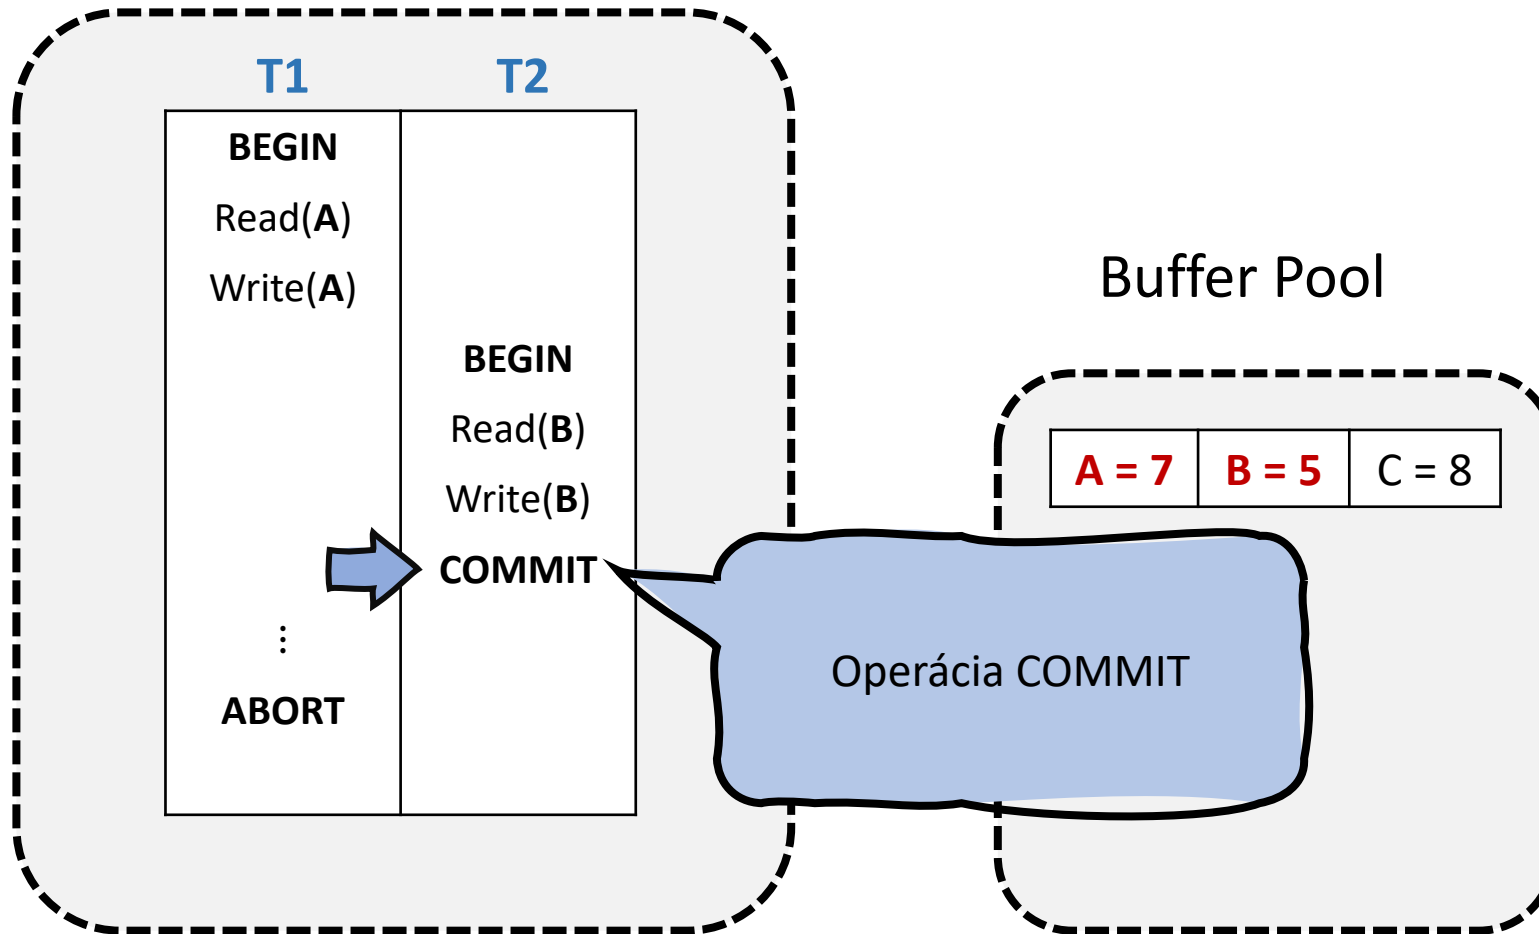 T1 T2
BEGIN
Read(A)
Write(A)
BEGIN
Read(B)
Write(B)
COMMIT
⋮
ABORT
Buffer Pool
A = 7 B = 5 C = 8
Operácia COMMIT